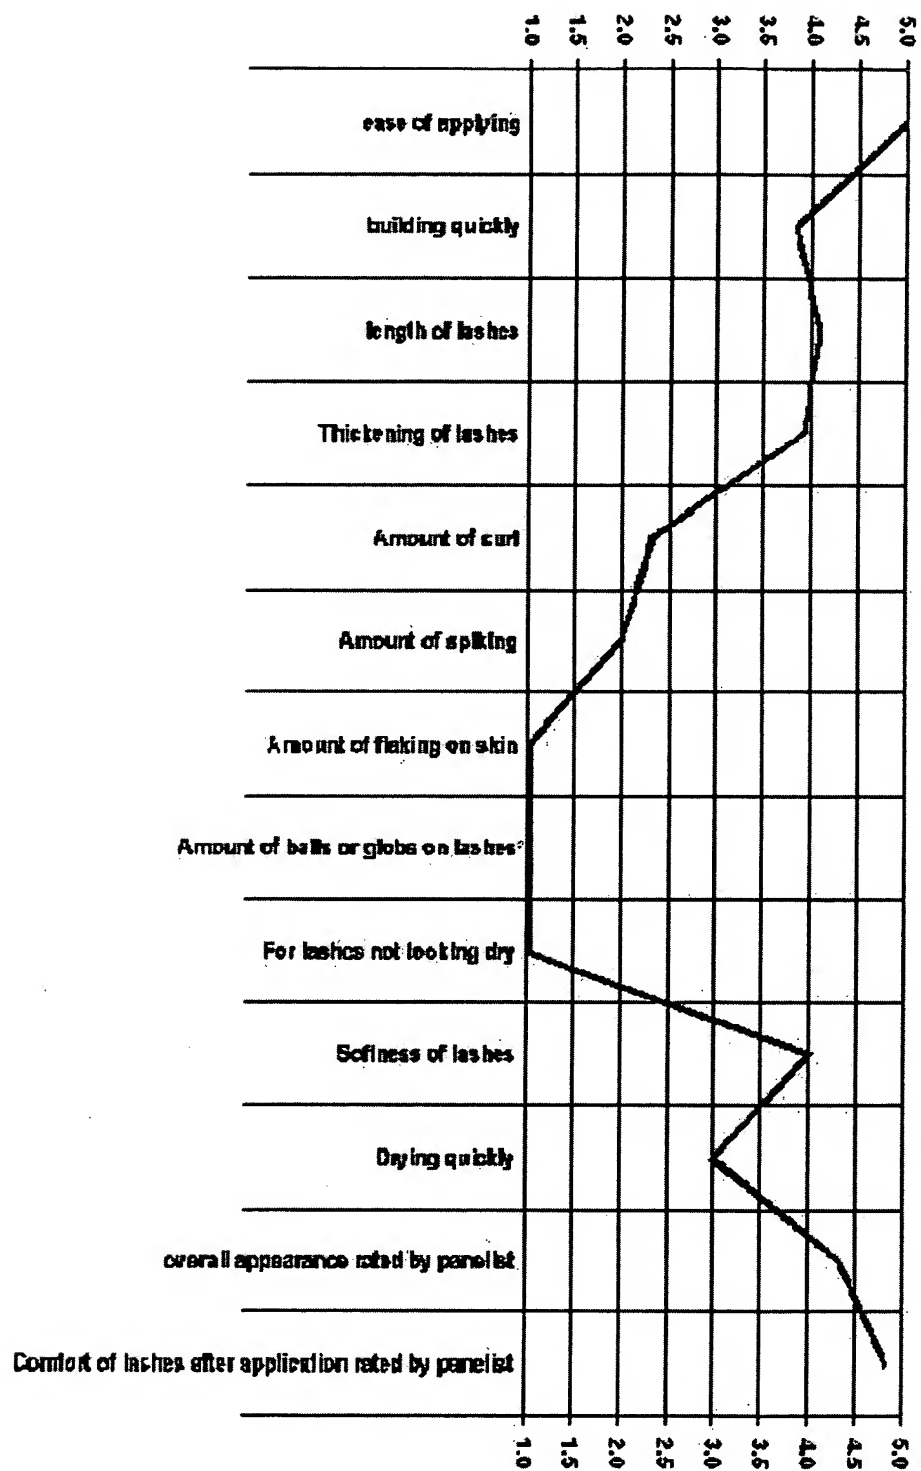 1.0 1.5 2.0 2.5 3.0 3.5 4.0 4.5 5.0
ease of applying
building quickly
length of lashes
Thickening of lashes
Amount of curl
Amount of spiking
Amount of flaking on skin
Amount of balls or globs on lashes
For lashes not looking dry
Softness of lashes
Drying quickly
overall appearance rated by panelist
Comfort of lashes after application rated by panelist
1.0 1.5 2.0 2.5 3.0 3.5 4.0 4.5 5.0